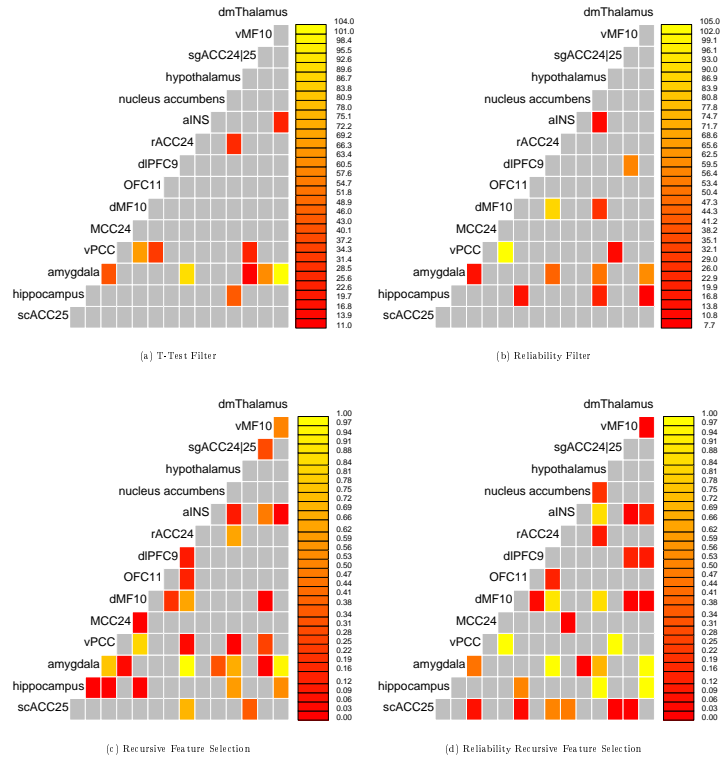 dmThalamus
vMF10
sgACC24|25
hypothalamus
nucleus accumbens
aINS
rACC24
dlPFC9
OFC11
dMF10
MCC24
vPCC
amygdala
hippocampus
scACC25
104.0
101.0
98.4
95.5
92.6
89.6
86.7
83.8
80.9
78.0
75.1
72.2
69.2
66.3
63.4
60.5
57.6
54.7
51.8
48.9
46.0
43.0
40.1
37.2
34.3
31.4
28.5
25.6
22.6
19.7
16.8
13.9
11.0
(a) T-Test Filter
dmThalamus
vMF10
sgACC24|25
hypothalamus
nucleus accumbens
aINS
rACC24
dlPFC9
OFC11
dMF10
MCC24
vPCC
amygdala
hippocampus
scACC25
104.0
101.0
99.1
96.1
93.0
90.0
86.9
83.9
80.8
77.8
74.7
71.7
68.6
65.6
62.5
59.5
56.4
53.4
50.4
47.3
44.3
41.2
38.2
35.2
32.1
29.0
26.0
22.9
19.9
16.8
13.8
10.8
7.7
(b) Reliability Filter
dmThalamus
vMF10
sgACC24|25
hypothalamus
nucleus accumbens
aINS
rACC24
dlPFC9
OFC11
dMF10
MCC24
vPCC
amygdala
hippocampus
scACC25
1.00
0.97
0.94
0.91
0.88
0.84
0.81
0.78
0.75
0.72
0.69
0.66
0.62
0.59
0.56
0.53
0.50
0.47
0.44
0.41
0.38
0.34
0.31
0.28
0.25
0.22
0.19
0.16
0.12
0.09
0.06
0.03
0.00
(c) Recursive Feature Selection
dmThalamus
vMF10
sgACC24|25
hypothalamus
nucleus accumbens
aINS
rACC24
dlPFC9
OFC11
dMF10
MCC24
vPCC
amygdala
hippocampus
scACC25
1.00
0.97
0.94
0.91
0.88
0.84
0.81
0.78
0.75
0.72
0.69
0.66
0.62
0.59
0.56
0.53
0.50
0.47
0.44
0.41
0.38
0.34
0.31
0.28
0.25
0.22
0.19
0.16
0.12
0.09
0.06
0.03
0.00
(d) Reliability Recursive Feature Selection